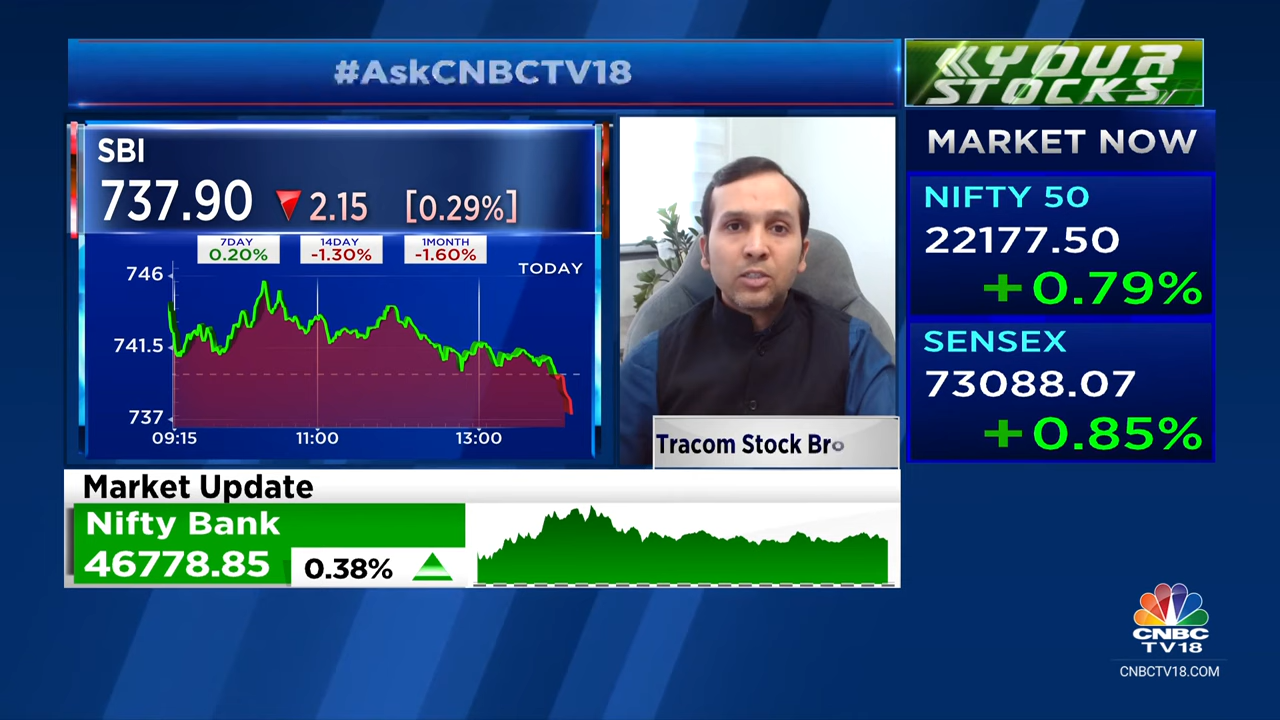 #AskCNBCTV18
YOUR
STOCKS
SBI
737.90 2.15 [0.29%]
7DAY 14DAY 1MONTH
0.20% -1.30% -1.60%
TODAY
746
741.5
737
09:15 11:00 13:00
Tracom Stock Bro
MARKET NOW
NIFTY 50
22177.50
+0.79%
SENSEX
73088.07
+0.85%
Market Update
Nifty Bank
46778.85 0.38%
CNBC
TV18
CNBCTV18.COM